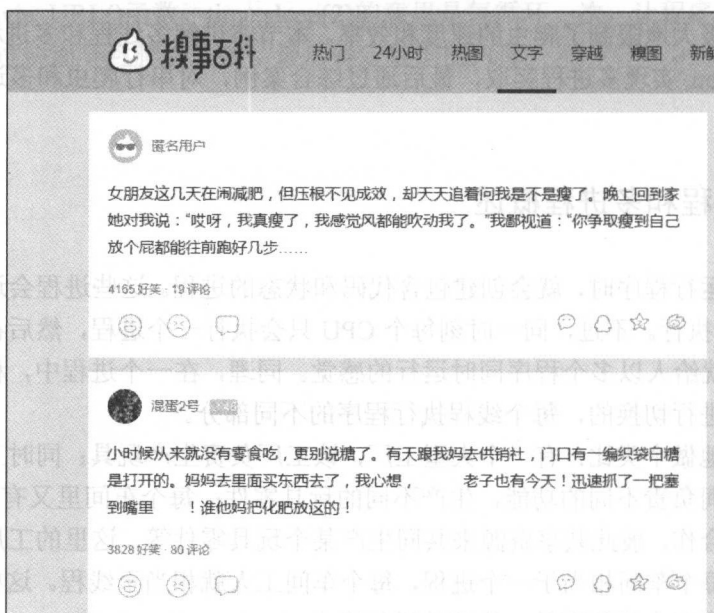 糗事百科
热门 24小时 热图 文字 穿越 糗图 新鲜
匿名用户
女朋友这几天在闹减肥，但压根不见成效，却天天追着问我是不是瘦了。晚上回到家
她对我说：“哎呀，我真瘦了，我感觉风都能吹动我了。”我鄙视道：“你争取瘦到自己
放个屁都能往前跑好几步……
4165 好笑 · 19 评论
混蛋2号
小时候从来就没有零食吃，更别说糖了。有天跟我妈去供销社，门口有一编织袋白糖
是打开的。妈妈去里面买东西去了，我心想， 老子也有今天！迅速抓了一把塞
到嘴里 ！谁他妈把化肥放这的！
3828 好笑 · 80 评论